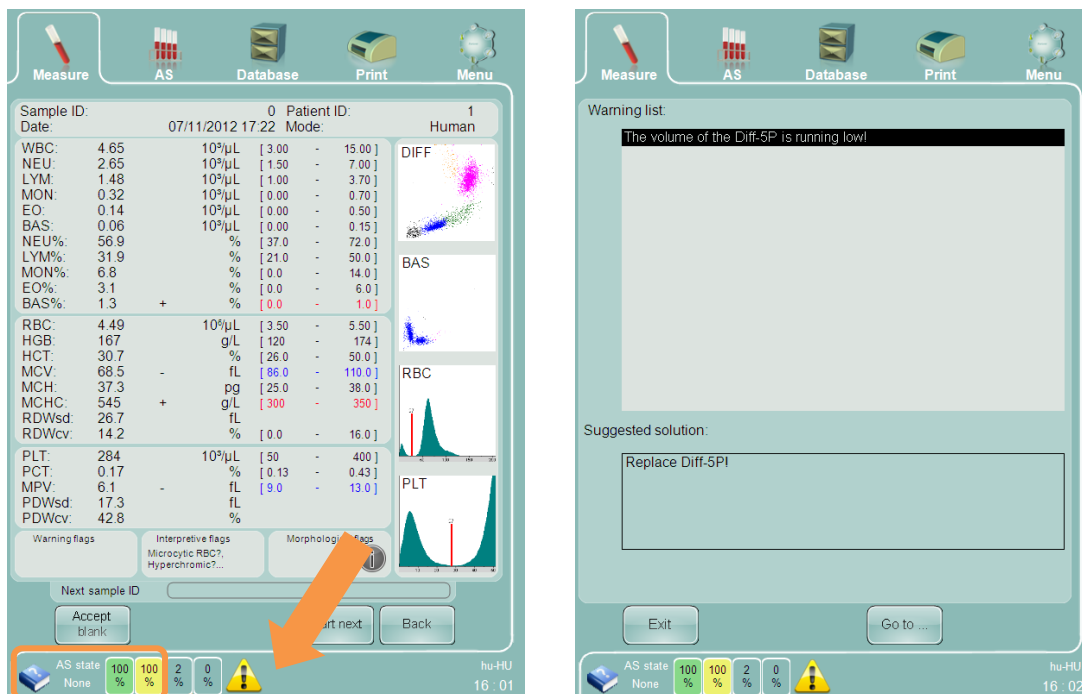 Measure AS Database Print Menu
Sample ID: 0 Patient ID: 1
Date: 07/11/2012 17:22 Mode: Human
WBC: 4.65 10³/µL [ 3.00 - 15.00 ]
NEU: 2.65 10³/µL [ 1.50 - 7.00 ]
LYM: 1.48 10³/µL [ 1.00 - 3.70 ]
MON: 0.32 10³/µL [ 0.00 - 0.70 ]
EO: 0.14 10³/µL [ 0.00 - 0.50 ]
BAS: 0.06 10³/µL [ 0.00 - 0.15 ]
NEU%: 56.9 % [ 37.0 - 72.0 ]
LYM%: 31.9 % [ 21.0 - 50.0 ]
MON%: 6.8 % [ 0.0 - 14.0 ]
EO%: 3.1 % [ 0.0 - 6.0 ]
BAS%: 1.3 + % [ 0.0 - 1.0 ]
RBC: 4.49 10⁶/µL [ 3.50 - 5.50 ]
HGB: 167 g/L [ 120 - 174 ]
HCT: 30.7 % [ 26.0 - 50.0 ]
MCV: 68.5 - fL [ 86.0 - 110.0 ]
MCH: 37.3 pg [ 25.0 - 38.0 ]
MCHC: 545 + g/L [ 300 - 350 ]
RDWsd: 26.7 fL
RDWcv: 14.2 % [ 0.0 - 16.0 ]
PLT: 284 10³/µL [ 50 - 400 ]
PCT: 0.17 % [ 0.13 - 0.43 ]
MPV: 6.1 - fL [ 9.0 - 13.0 ]
PDWsd: 17.3 fL
PDWcv: 42.8 %
DIFF
BAS
RBC
PLT
Warning flags
Interpretive flags
Microcytic RBC?,
Hyperchromic?...
flags
Next sample ID
Accept
blank
next
Back
AS state
None
100
%
100
%
2
%
0
%
hu-HU
16 : 01
Measure AS Database Print Menu
Warning list:
The volume of the Diff-5P is running low!
Suggested solution:
Replace Diff-5P!
Exit
Go to ...
AS state
None
100
%
100
%
2
%
0
%
hu-HU
16 : 02